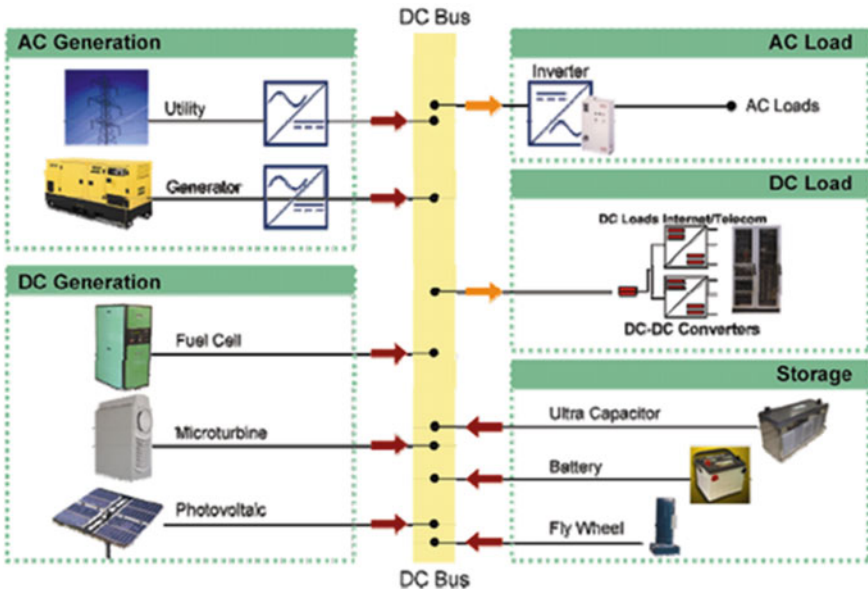 DC Bus
AC Generation
Utility
Generator
DC Generation
Fuel Cell
Microturbine
Photovoltaic
AC Load
Inverter
AC Loads
DC Load
DC Loads Internet/Telecom
DC-DC Converters
Storage
Ultra Capacitor
Battery
Fly Wheel
DC Bus